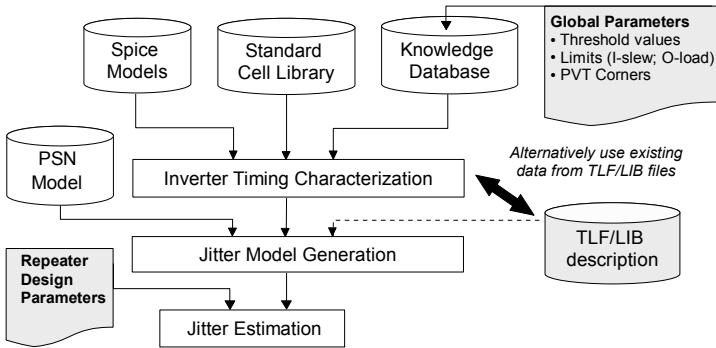 Spice
Models
Standard
Cell Library
Knowledge
Database
Global Parameters
• Threshold values
• Limits (I-slew; O-load)
• PVT Corners
PSN
Model
Inverter Timing Characterization
Alternatively use existing
data from TLF/LIB files
Jitter Model Generation
TLF/LIB
description
Repeater
Design
Parameters
Jitter Estimation